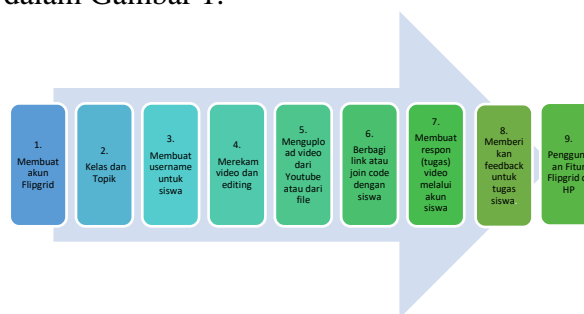 dalam Gambar 1.
1.
Membuat
akun
Flipgrid
2.
Kelas dan
Topik
3.
Membuat
username
untuk
siswa
4.
Merekam
video dan
editing
5.
Menguplo
ad video
dari
Youtube
atau dari
file
6.
Berbagi
link atau
join code
dengan
siswa
7.
Membuat
respon
(tugas)
video
melalui
akun
siswa
8.
Memberi
kan
feedback
untuk
tugas
siswa
9.
Penggun
an Fitur
Flipgrid
HP